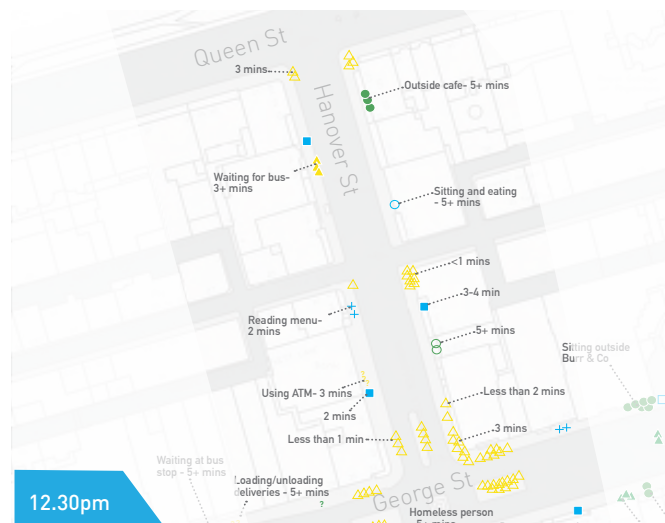 Queen St
3 mins
Outside cafe- 5+ mins
Hanover St
Waiting for bus-
3+ mins
Sitting and eating
- 5+ mins
<1 mins
3-4 min
Reading menu-
2 mins
5+ mins
Sitting outside
Burr & Co
Using ATM- 3 mins
Less than 2 mins
2 mins
3 mins
Less than 1 min
Waiting at bus
stop - 5+ mins
Loading/unloading
deliveries - 5+ mins
George St
?
12.30pm
Homeless person
- 5+ mins